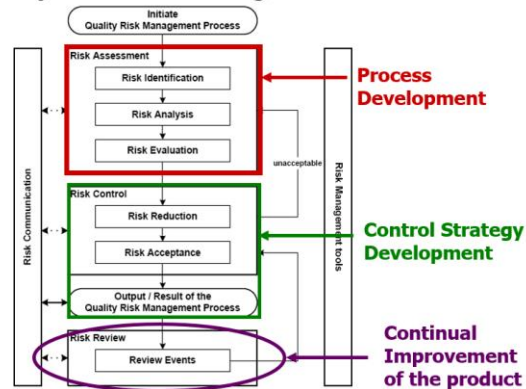 Initiate
Quality Risk Management Process
Risk Assessment
Risk Identification
Risk Analysis
Risk Evaluation
Process
Development
unacceptable
Risk Communication
Risk Management tools
Risk Control
Risk Reduction
Risk Acceptance
Control Strategy
Development
Output / Result of the
Quality Risk Management Process
Risk Review
Review Events
Continual
Improvement
of the product